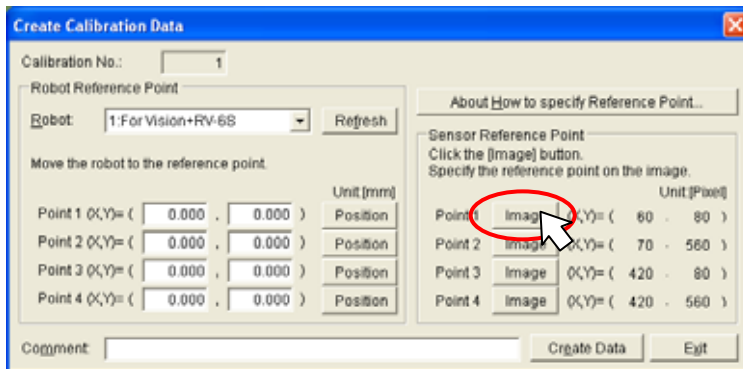 Create Calibration Data
Calibration No.: 1
Robot Reference Point
Robot: 1:For Vision+RV-6S Refresh
Move the robot to the reference point.
Unit:[mm]
Point 1 (X,Y)= ( 0.000 , 0.000 ) Position
Point 2 (X,Y)= ( 0.000 , 0.000 ) Position
Point 3 (X,Y)= ( 0.000 , 0.000 ) Position
Point 4 (X,Y)= ( 0.000 , 0.000 ) Position
About How to specify Reference Point...
Sensor Reference Point
Click the [Image] button.
Specify the reference point on the image.
Unit:[Pixel]
Point 1 Image (X,Y)= ( 60 . 80 )
Point 2 Image (X,Y)= ( 70 . 560 )
Point 3 Image (X,Y)= ( 420 . 80 )
Point 4 Image (X,Y)= ( 420 . 560 )
Comment: Create Data Exit